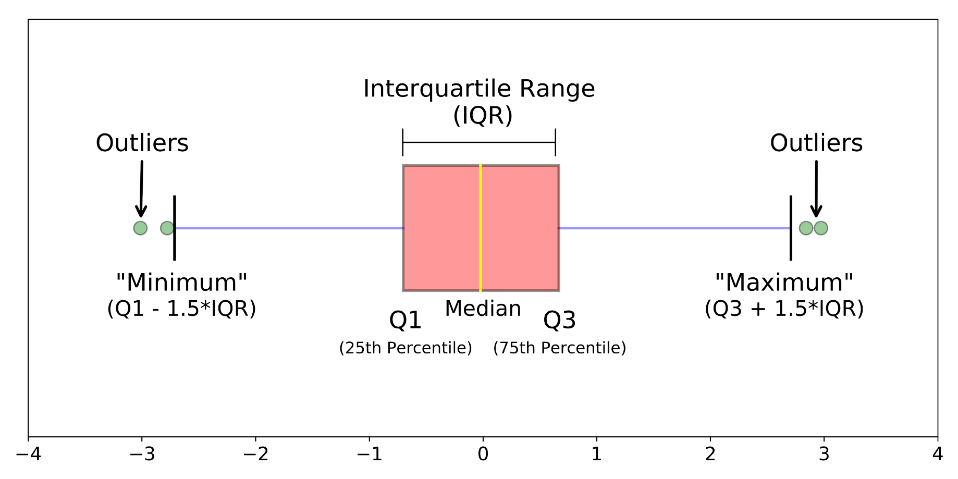 Interquartile Range
(IQR)
Outliers
Outliers
"Minimum"
(Q1 - 1.5*IQR)
"Maximum"
(Q3 + 1.5*IQR)
Median
Q1
Q3
(25th Percentile)
(75th Percentile)
−4
−3
−2
−1
0
1
2
3
4